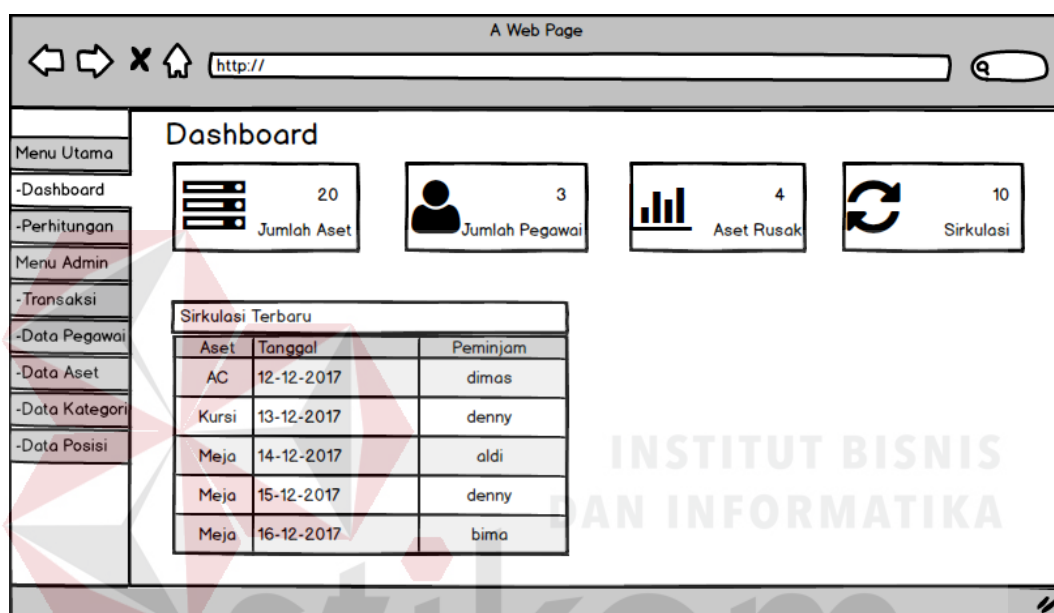 A Web Page
http://
Menu Utama
-Dashboard
-Perhitungan
Menu Admin
-Transaksi
-Data Pegawai
-Data Aset
-Data Kategori
-Data Posisi
Dashboard
20
Jumlah Aset
3
Jumlah Pegawai
4
Aset Rusak
10
Sirkulasi
Sirkulasi Terbaru
Aset Tanggal Peminjam
AC 12-12-2017 dimas
Kursi 13-12-2017 denny
Meja 14-12-2017 aldi
Meja 15-12-2017 denny
Meja 16-12-2017 bima
INSTITUT BISNIS
DAN INFORMATIKA
stikom